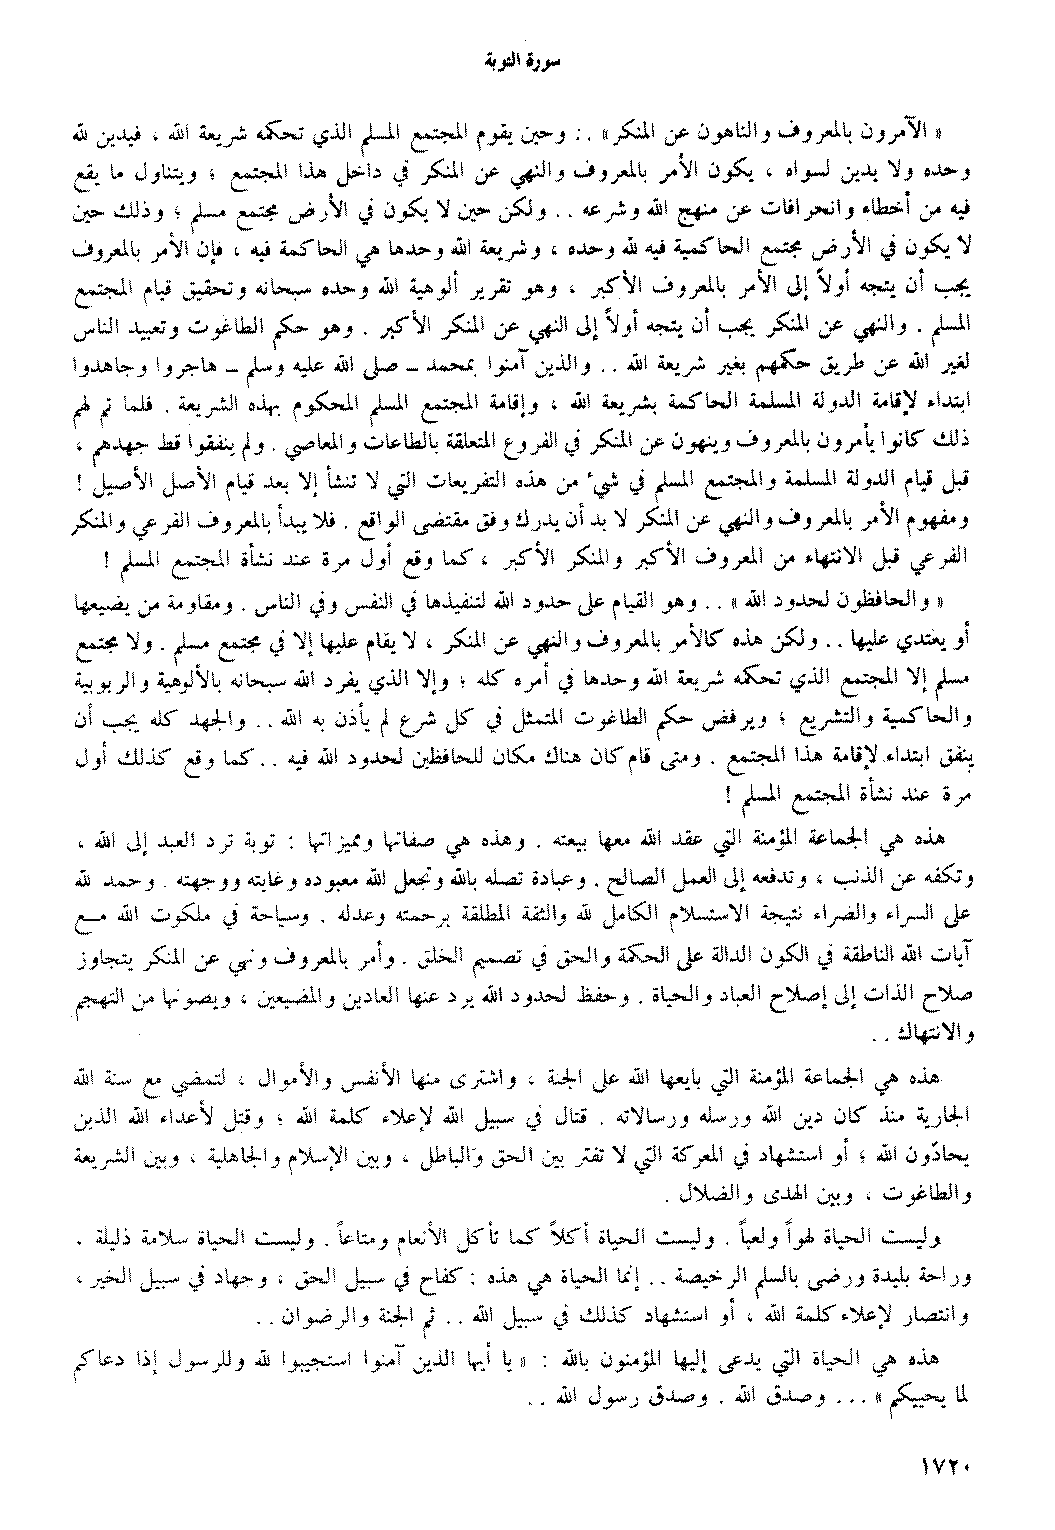 سورة التوبة
« الآمرون بالمعروف والناهون عن المنكر » .: وحين يقوم المجتمع المسلم الذي تحكمه شريعة الله ، فيدين لله
وحده ولا يدين لسواه ، يكون الأمر بالمعروف والنهي عن المنكر في داخل هذا المجتمع ؛ ويتناول ما يقع
فيه من أخطاء وانحرافات عن منهج الله وشرعه .. ولكن حين لا يكون في الأرض مجتمع مسلم ؛ وذلك حين
لا يكون في الأرض مجتمع الحاكمية فيه لله وحده ، وشريعة الله وحدها هي الحاكمة فيه ، فإن الأمر بالمعروف
يجب أن يتجه أولاً إلى الأمر بالمعروف الأكبر ، وهو تقرير ألوهية الله وحده سبحانه وتحقيق قيام المجتمع
المسلم . والنهي عن المنكر يجب أن يتجه أولاً إلى النهي عن المنكر الأكبر . وهو حكم الطاغوت وتعبيد الناس
لغير الله عن طريق حكمهم بغير شريعة الله .. والذين آمنوا بمحمد – صلى الله عليه وسلم – هاجروا وجاهدوا
ابتداء لإقامة الدولة المسلمة الحاكمة بشريعة الله ، وإقامة المجتمع المسلم المحكوم بهذه الشريعة . فلما تم لهم
ذلك كانوا يأمرون بالمعروف وينهون عن المنكر في الفروع المتعلقة بالطاعات والمعاصي . ولم ينفقوا قط جهدهم ،
قبل قيام الدولة المسلمة والمجتمع المسلم في شيء من هذه التفريعات التي لا تنشأ إلا بعد قيام الأصل الأصيل !
ومفهوم الأمر بالمعروف والنهي عن المنكر لا بد أن يدرك وفق مقتضى الواقع . فلا يبدأ بالمعروف الفرعي والمنكر
الفرعي قبل الانتهاء من المعروف الأكبر والمنكر الأكبر ، كما وقع أول مرة عند نشأة المجتمع المسلم !
« والحافظون لحدود الله » .. وهو القيام على حدود الله لتنفيذها في النفس وفي الناس . ومقاومة من يضيعها
أو يعتدي عليها .. ولكن هذه كالأمر بالمعروف والنهي عن المنكر ، لا يقام عليها إلا في مجتمع مسلم . ولا مجتمع
مسلم إلا المجتمع الذي تحكمه شريعة الله وحدها في أمره كله ؛ وإلا الذي يفرد الله سبحانه بالألوهية والربوبية
والحاكمية والتشريع ؛ ويرفض حكم الطاغوت المتمثل في كل شرع لم يأذن به الله .. والجهد كله يجب أن
ينفق ابتداء لإقامة هذا المجتمع . ومتى قام كان هناك مكان للحافظين لحدود الله فيه .. كما وقع كذلك أول
مرة عند نشأة المجتمع المسلم !
هذه هي الجماعة المؤمنة التي عقد الله معها بيعته . وهذه هي صفاتها ومميزاتها : توبة ترد العبد إلى الله ،
وتكفه عن الذنب ، وتدفعه إلى العمل الصالح . وعبادة تصله بالله وتجعل الله معبوده وغايته ووجهته . وحمد لله
على السراء والضراء نتيجة الاستسلام الكامل لله والثقة المطلقة برحمته وعدله . وسياحة في ملكوت الله مع
آيات الله الناطقة في الكون الدالة على الحكمة والحق في تصميم الخلق . وأمر بالمعروف ونهي عن المنكر يتجاوز
صلاح الذات إلى إصلاح العباد والحياة . وحفظ لحدود الله يرد عنها العادين والمضيعين ، ويصونها من التهجم
والانتهاك ..
هذه هي الجماعة المؤمنة التي بايعها الله على الجنة ، واشترى منها الأنفس والأموال ، لتمضي مع سنة الله
الجارية منذ كان دين الله ورسله ورسالاته . قتال في سبيل الله لإعلاء كلمة الله ؛ وقتل لأعداء الله الذين
يحادّون الله ؛ أو استشهاد في المعركة التي لا تفتر بين الحق والباطل ، وبين الإسلام والجاهلية ، وبين الشريعة
والطاغوت ، وبين الهدى والضلال .
وليست الحياة لهواً ولعباً . وليست الحياة أكلاً كما تأكل الأنعام ومتاعاً . وليست الحياة سلامة ذليلة .
وراحة بليدة ورضى بالسلم الرخيصة .. إنما الحياة هي هذه : كفاح في سبيل الحق ، وجهاد في سبيل الخير ،
وانتصار لإعلاء كلمة الله ، أو استشهاد كذلك في سبيل الله .. ثم الجنة والرضوان ..
هذه هي الحياة التي يدعى إليها المؤمنون بالله : « يا أيها الذين آمنوا استجيبوا لله وللرسول إذا دعاكم
لما يحييكم » ... وصدق الله . وصدق رسول الله ..
١٧٢٠